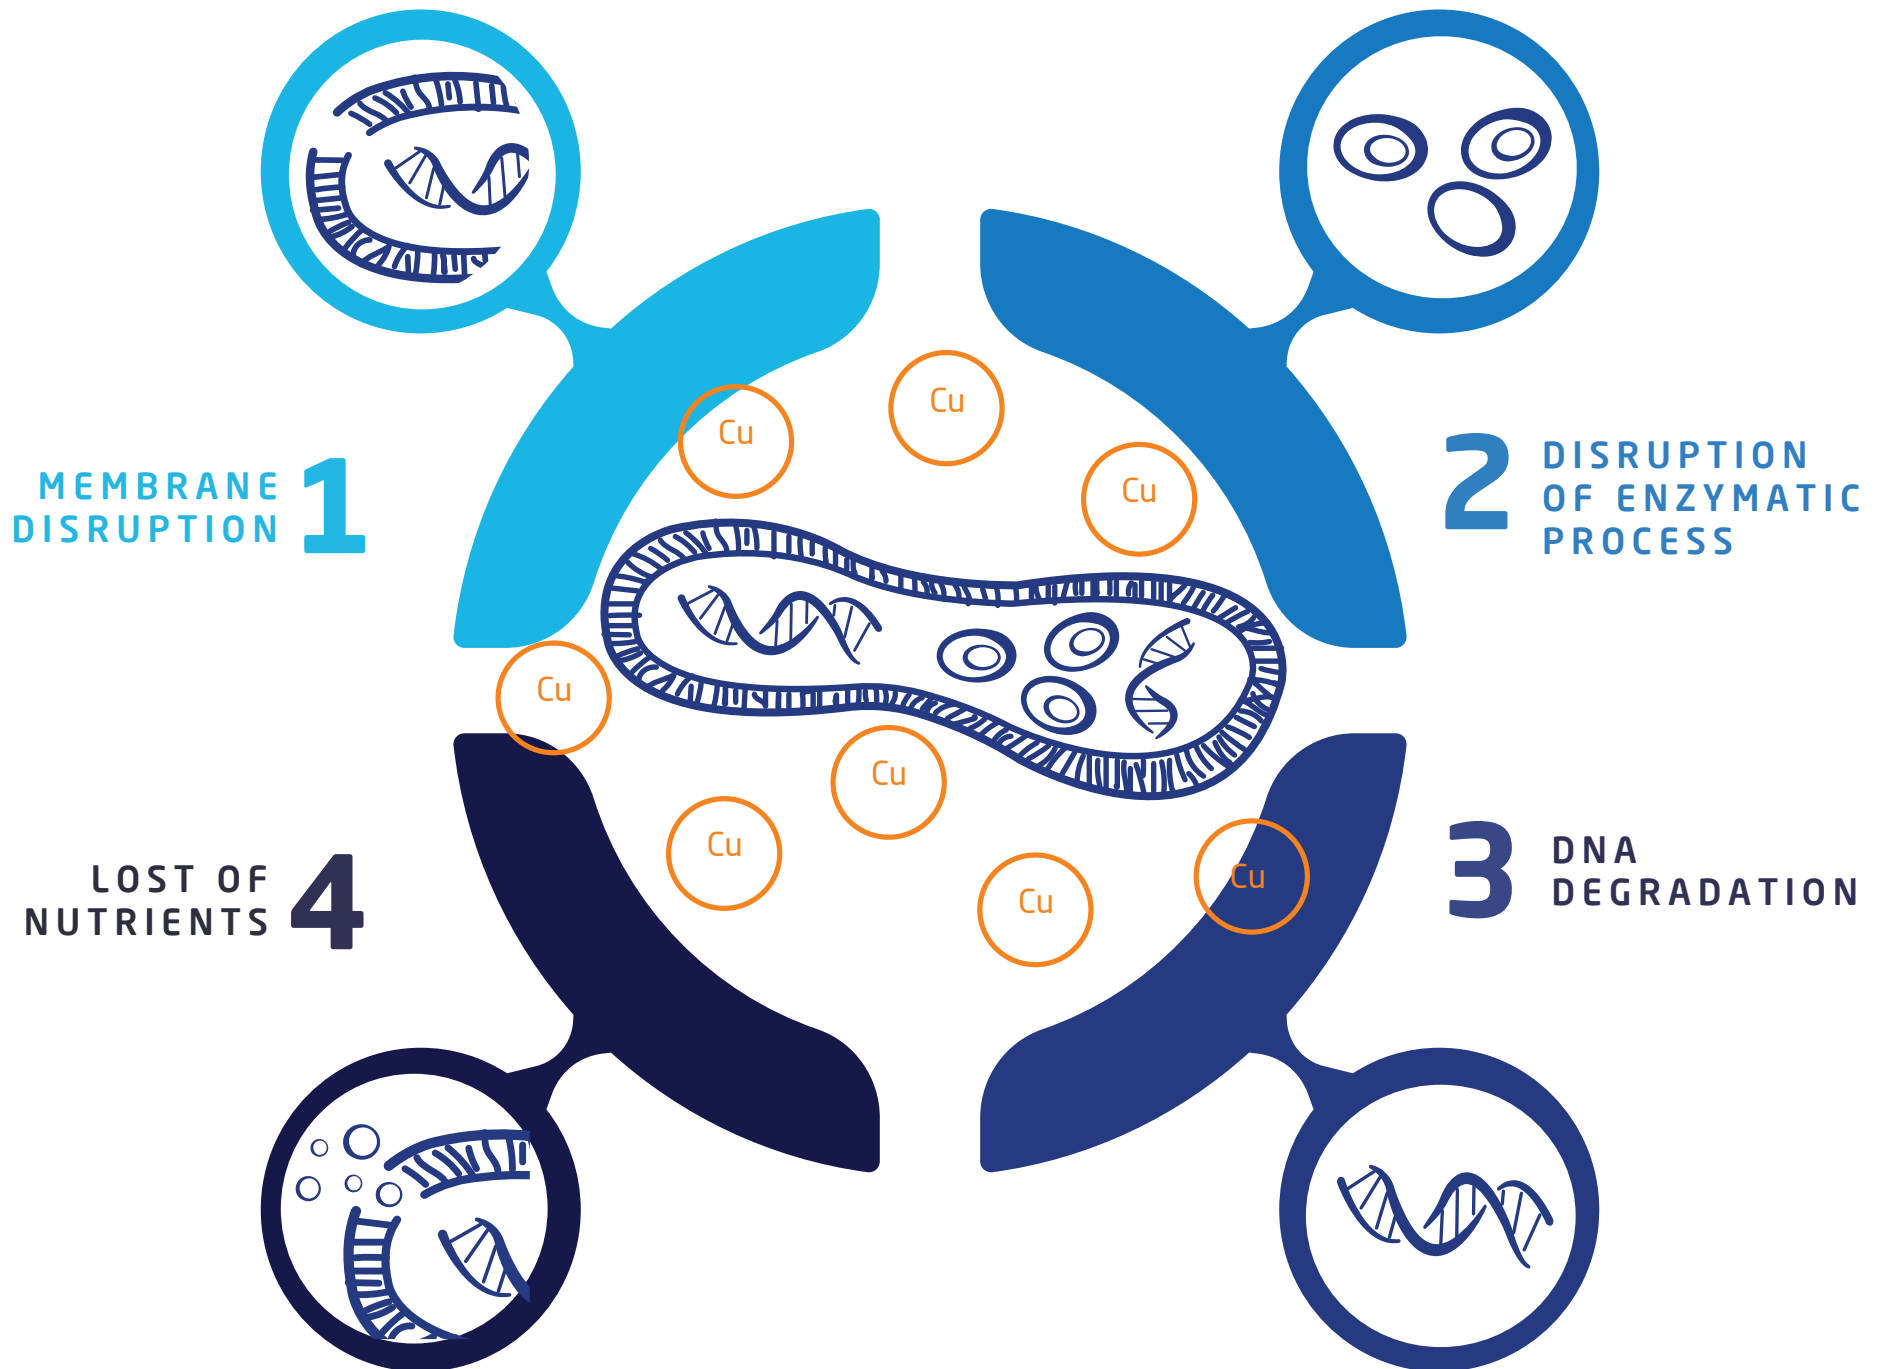 Cu
Cu
Cu
MEMBRANE
DISRUPTION
1
2
DISRUPTION
OF ENZYMATIC
PROCESS
Cu
Cu
Cu
Cu
Cu
LOST OF
NUTRIENTS
4
3
DNA
DEGRADATION